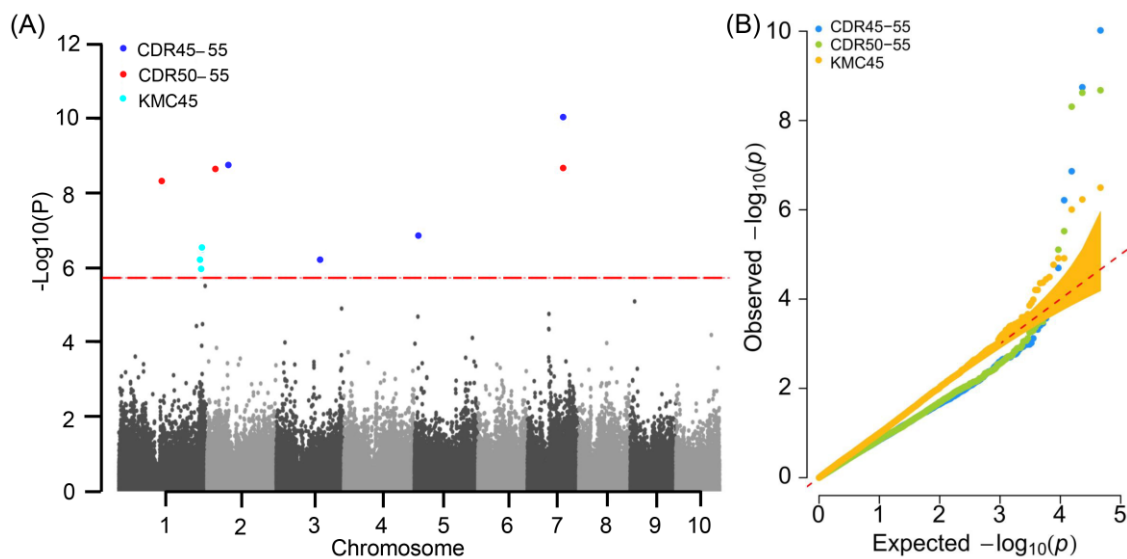 (A)
12
10
8
6
4
2
0
-Log10(P)
CDR45–55
CDR50–55
KMC45
1 2 3 4 5 6 7 8 9 10
Chromosome
(B)
10
8
6
4
2
0
Observed −log10(p)
CDR45−55
CDR50−55
KMC45
0 1 2 3 4 5
Expected −log10(p)